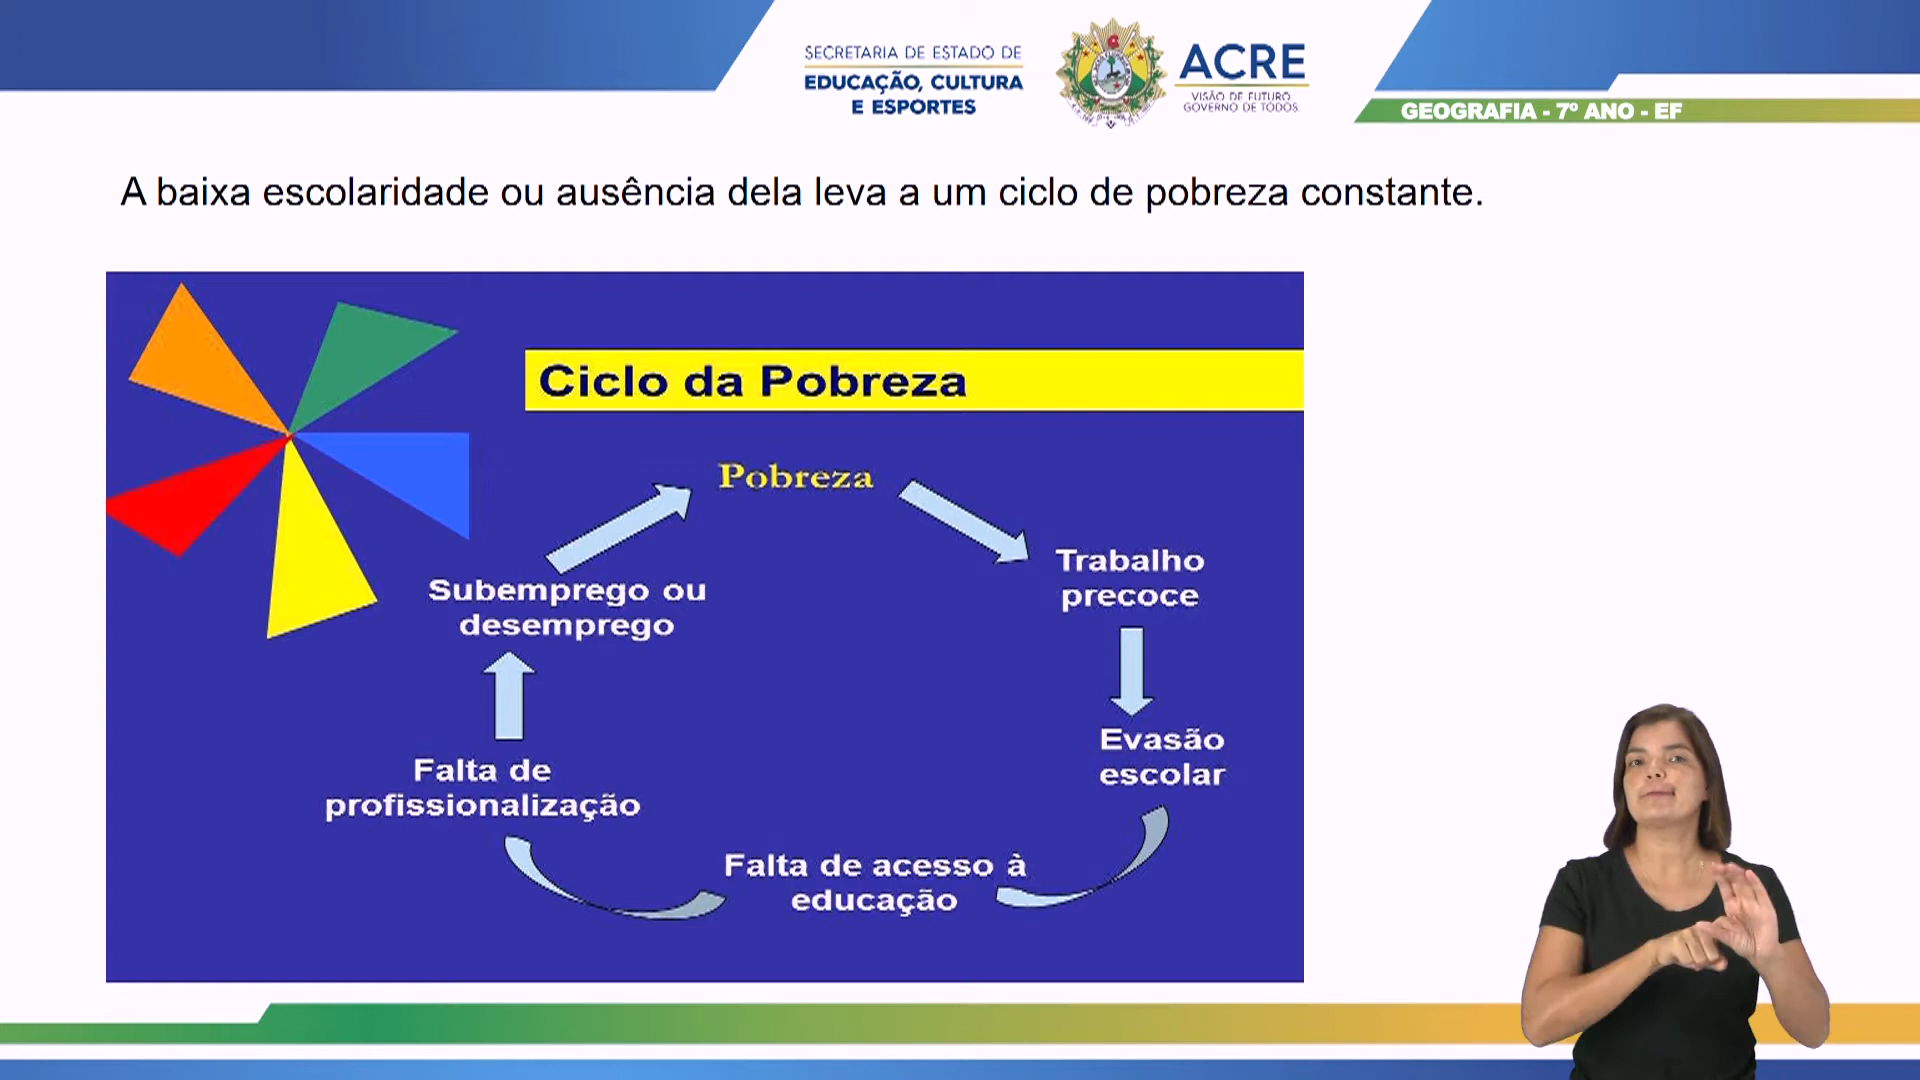 SECRETARIA DE ESTADO DE
EDUCAÇÃO, CULTURA
E ESPORTES
ACRE
VISÃO DE FUTURO
GOVERNO DE TODOS
GEOGRAFIA - 7º ANO - EF
A baixa escolaridade ou ausência dela leva a um ciclo de pobreza constante.
Ciclo da Pobreza
Pobreza
Trabalho
precoce
Evasão
escolar
Falta de acesso à
educação
Falta de
profissionalização
Subemprego ou
desemprego